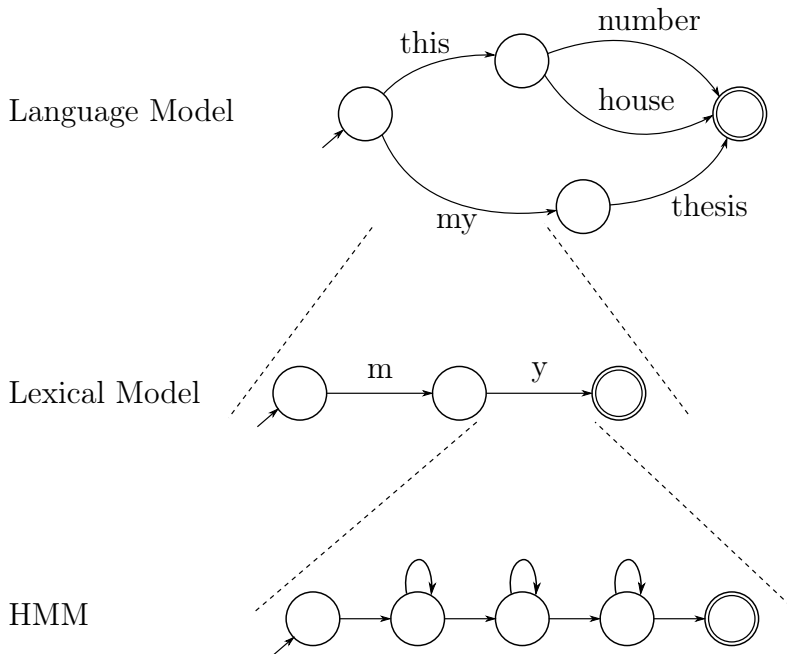 number
this
house
Language Model
thesis
my
m
y
Lexical Model
HMM